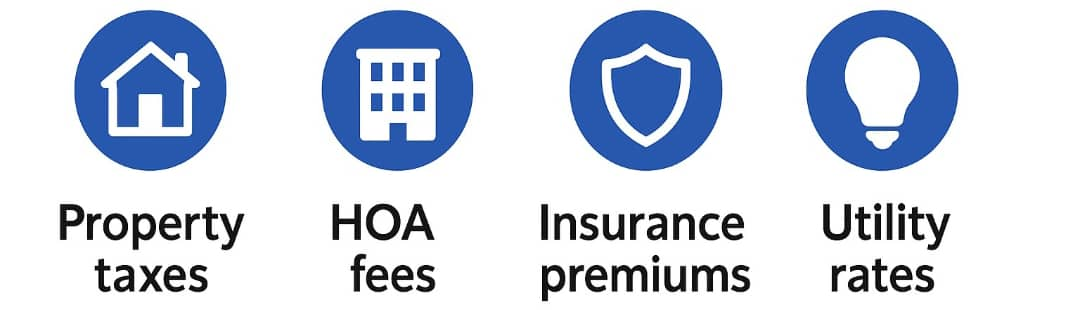 Property
taxes
HOA
fees
Insurance
premiums
Utility
rates